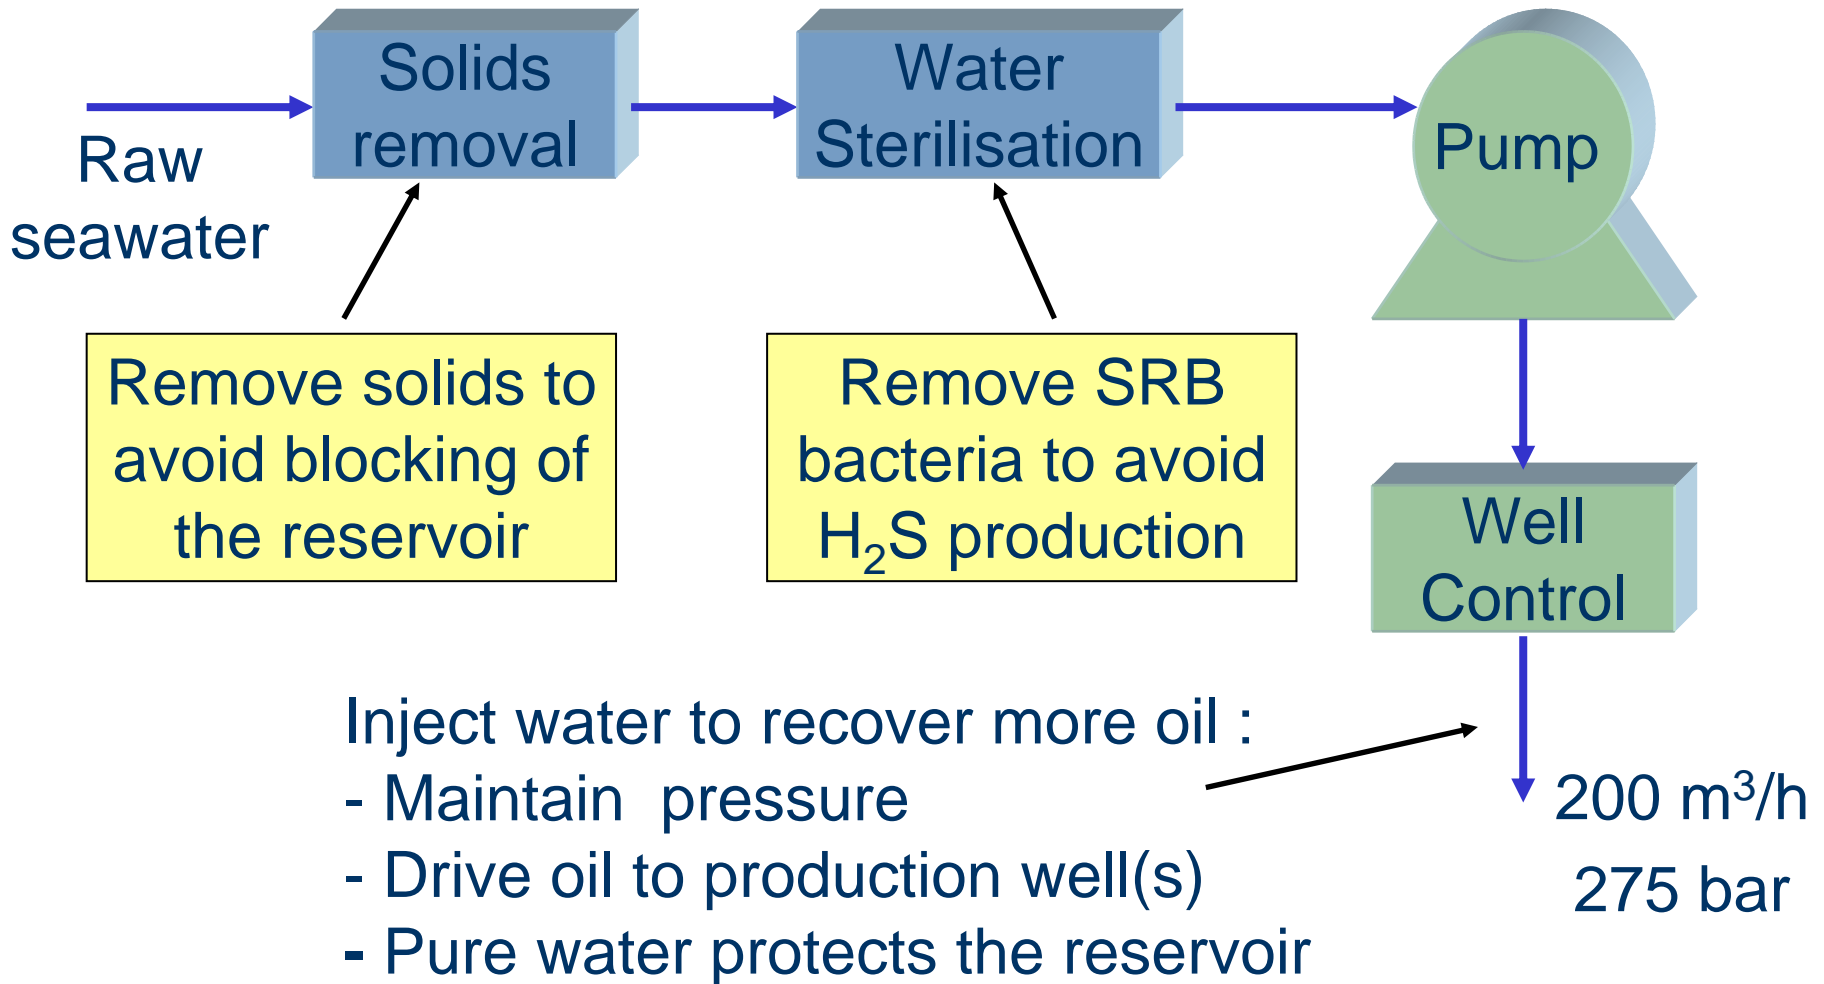 Solids
removal
Water
Sterilisation
Pump
Raw
seawater
Remove solids to
avoid blocking of
the reservoir
Remove SRB
bacteria to avoid
H₂S production
Well
Control
Inject water to recover more oil :
- Maintain  pressure
- Drive oil to production well(s)
- Pure water protects the reservoir
200 m³/h
275 bar